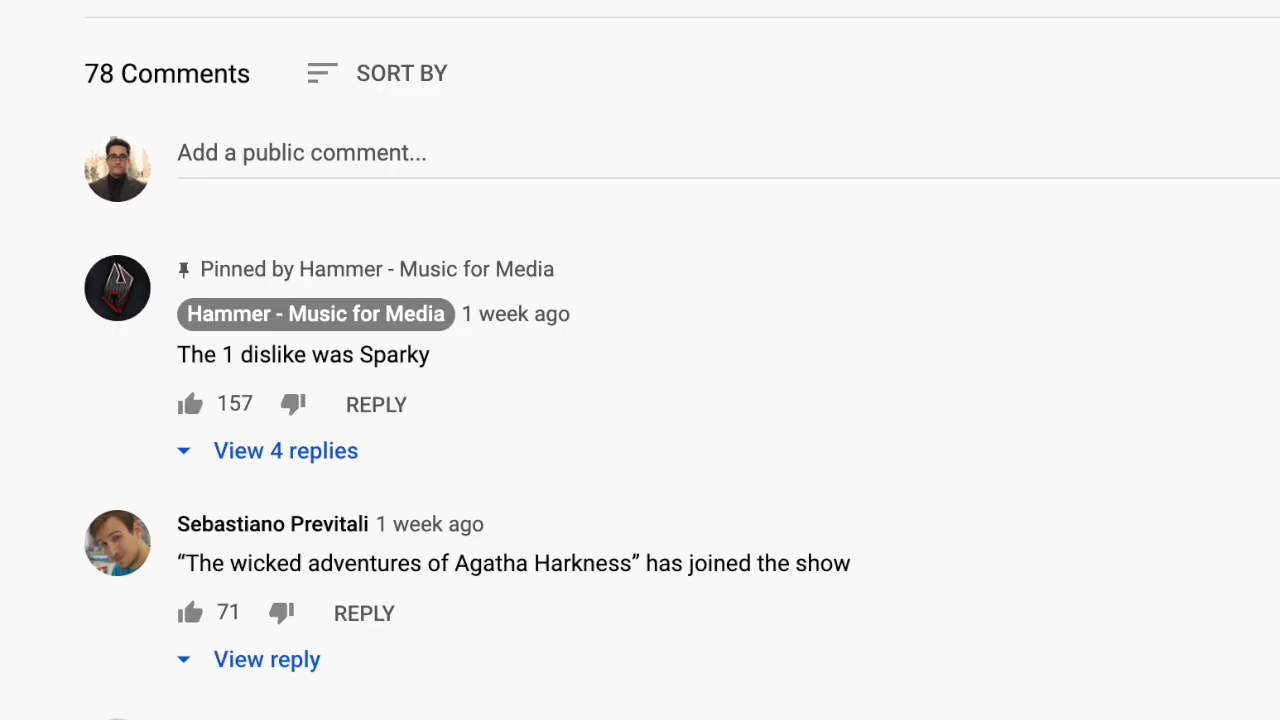 78 Comments SORT BY
Add a public comment...
Pinned by Hammer - Music for Media
Hammer - Music for Media 1 week ago
The 1 dislike was Sparky
157 REPLY
View 4 replies
Sebastiano Previtali 1 week ago
“The wicked adventures of Agatha Harkness” has joined the show
71 REPLY
View reply